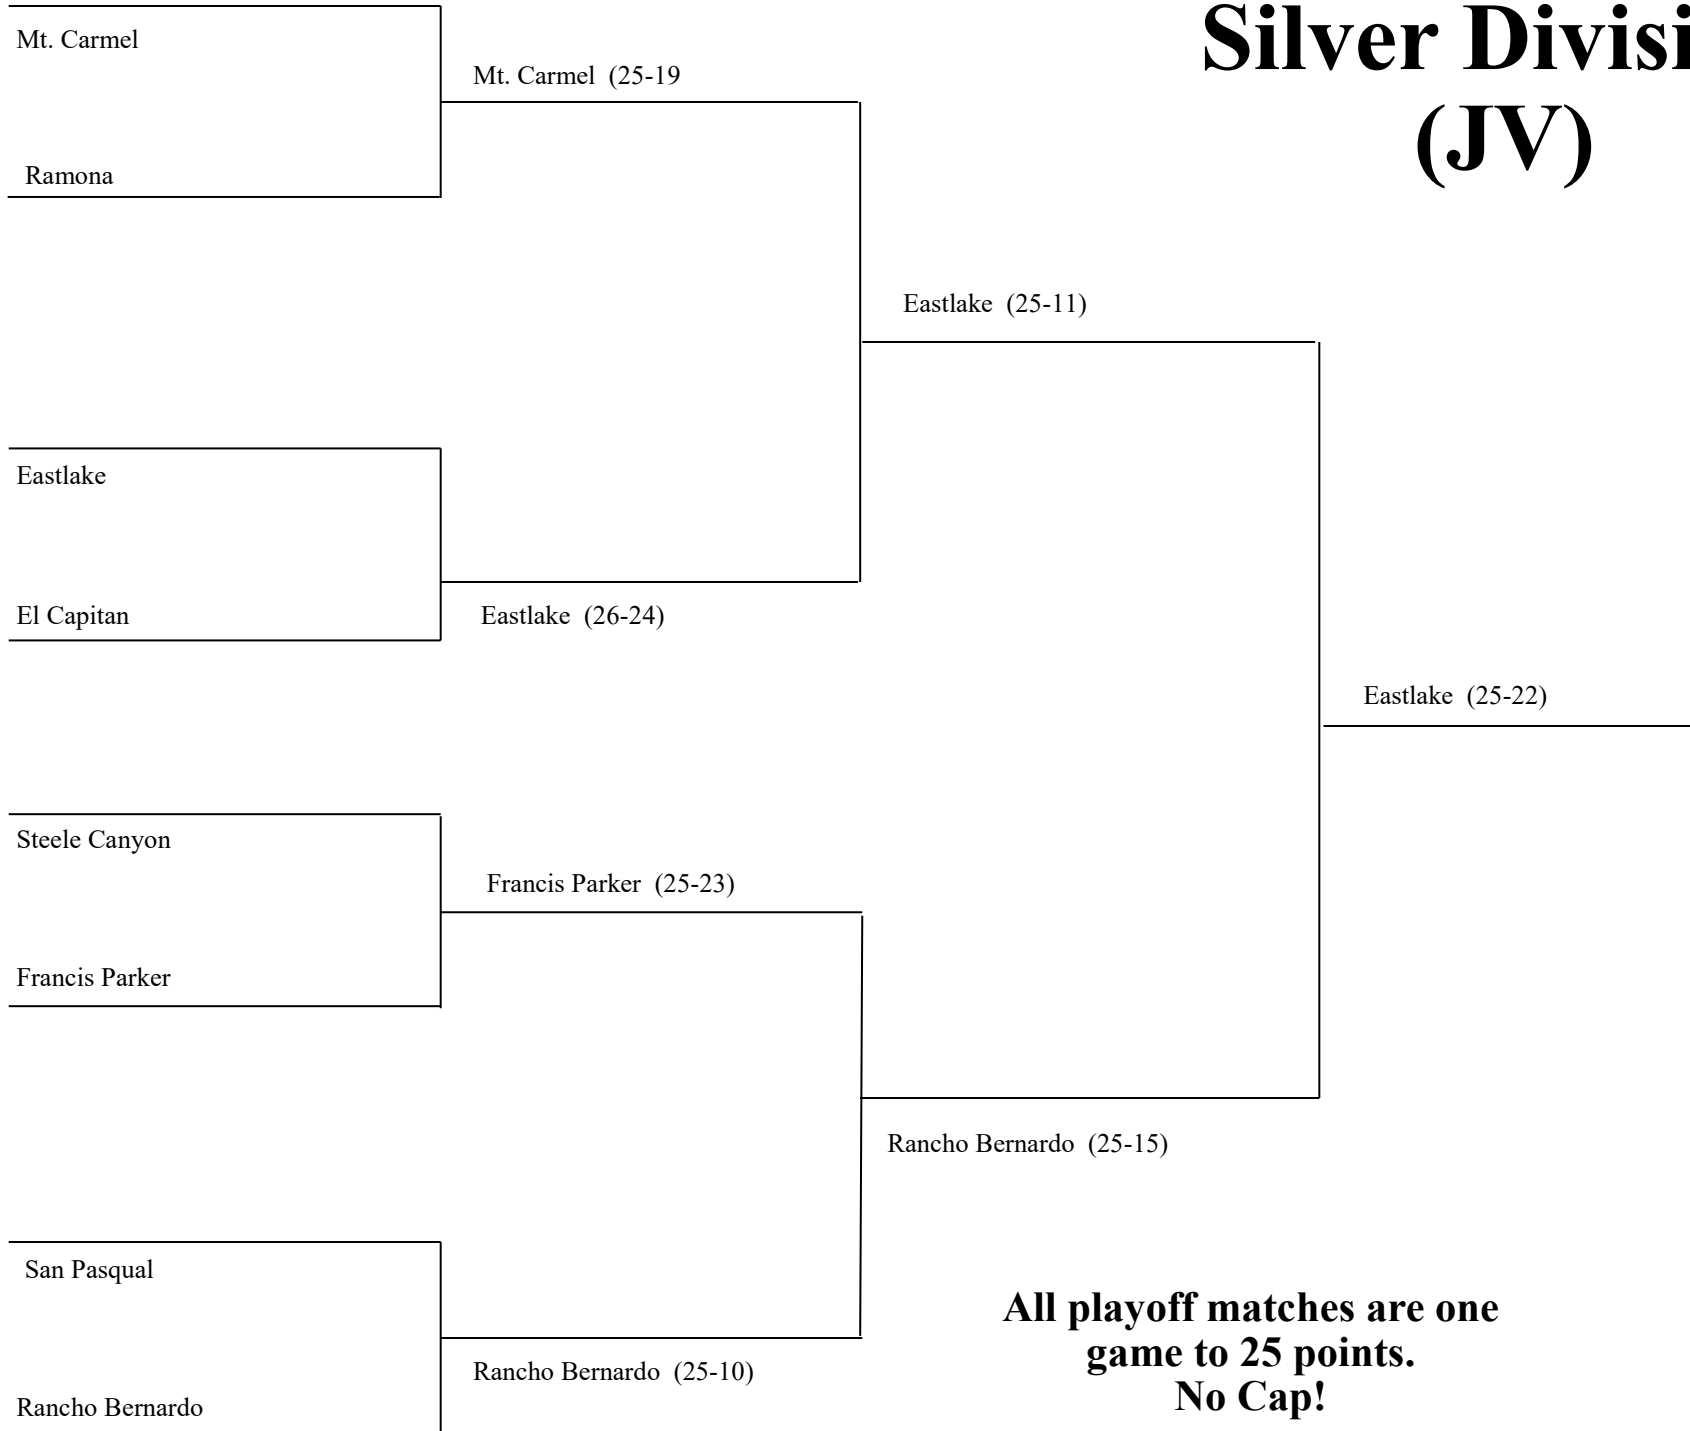 Silver Divisi
(JV)
Mt. Carmel
Mt. Carmel  (25-19
Ramona
Eastlake  (25-11)
Eastlake
El Capitan
Eastlake  (26-24)
Eastlake  (25-22)
Steele Canyon
Francis Parker  (25-23)
Francis Parker
Rancho Bernardo  (25-15)
San Pasqual
Rancho Bernardo  (25-10)
Rancho Bernardo
All playoff matches are one
game to 25 points.
No Cap!